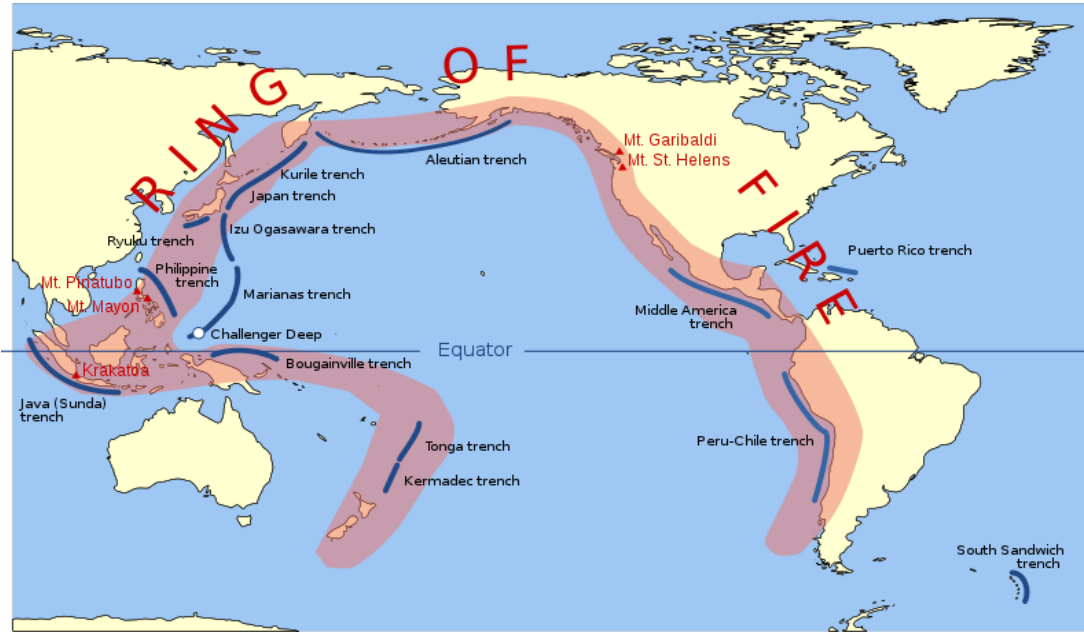 RING OF FIRE
Mt. Garibaldi
Mt. St. Helens
Aleutian trench
Kurile trench
Japan trench
Izu Ogasawara trench
Ryuku trench
Puerto Rico trench
Philippine
trench
Mt. Pinatubo
Mt. Mayon
Marianas trench
Middle America
trench
Challenger Deep
Equator
Bougainville trench
Krakatoa
Java (Sunda)
trench
Tonga trench
Peru-Chile trench
Kermadec trench
South Sandwich
trench